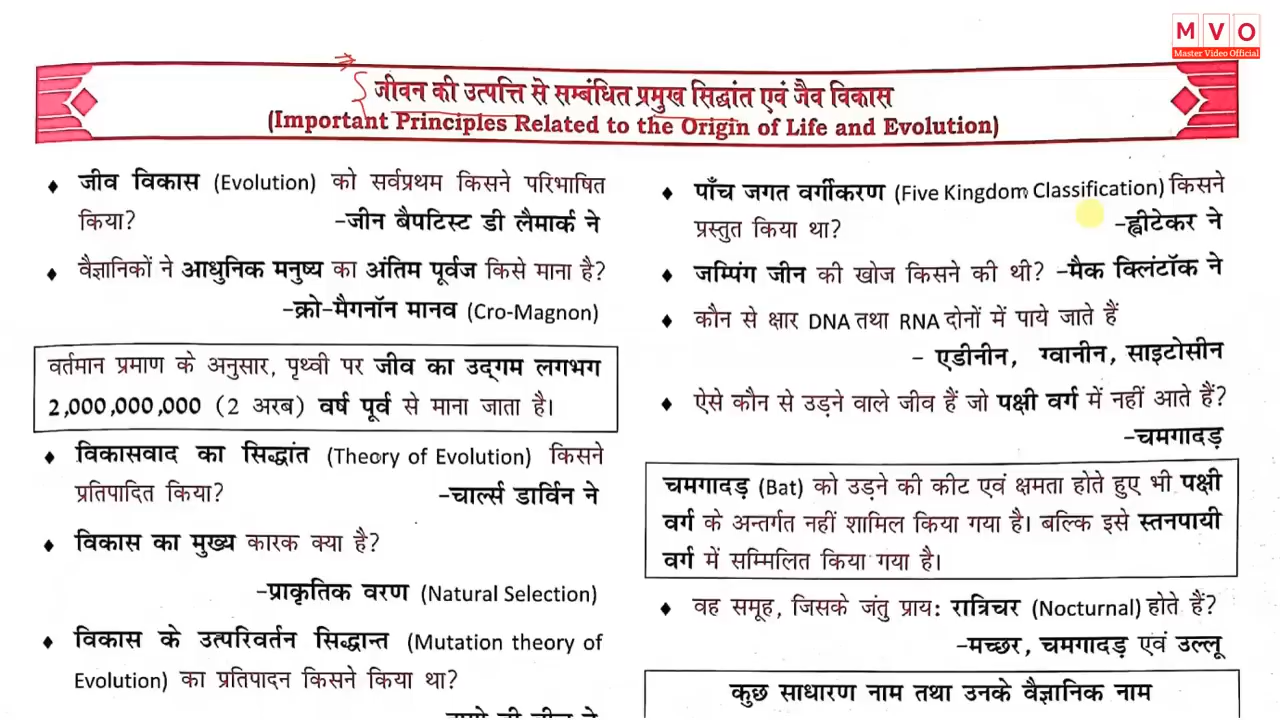 M V O
Master Video Official
जीवन की उत्पत्ति से सम्बंधित प्रमुख सिद्धांत एवं जैव विकास
(Important Principles Related to the Origin of Life and Evolution)
♦ जीव विकास (Evolution) को सर्वप्रथम किसने परिभाषित
किया? -जीन बैपटिस्ट डी लैमार्क ने
♦ वैज्ञानिकों ने आधुनिक मनुष्य का अंतिम पूर्वज किसे माना है?
-क्रो-मैगनॉन मानव (Cro-Magnon)
वर्तमान प्रमाण के अनुसार, पृथ्वी पर जीव का उद्गम लगभग
2,000,000,000 (2 अरब) वर्ष पूर्व से माना जाता है।
♦ विकासवाद का सिद्धांत (Theory of Evolution) किसने
प्रतिपादित किया? -चार्ल्स डार्विन ने
♦ विकास का मुख्य कारक क्या है?
-प्राकृतिक वरण (Natural Selection)
♦ विकास के उत्परिवर्तन सिद्धान्त (Mutation theory of
Evolution) का प्रतिपादन किसने किया था?
♦ पाँच जगत वर्गीकरण (Five Kingdom Classification) किसने
प्रस्तुत किया था? -ह्वीटेकर ने
♦ जम्पिंग जीन की खोज किसने की थी? -मैक क्लिंटॉक ने
♦ कौन से क्षार DNA तथा RNA दोनों में पाये जाते हैं
- एडीनीन, ग्वानीन, साइटोसीन
♦ ऐसे कौन से उड़ने वाले जीव हैं जो पक्षी वर्ग में नहीं आते हैं?
-चमगादड़
चमगादड़ (Bat) को उड़ने की कीट एवं क्षमता होते हुए भी पक्षी
वर्ग के अन्तर्गत नहीं शामिल किया गया है। बल्कि इसे स्तनपायी
वर्ग में सम्मिलित किया गया है।
♦ वह समूह, जिसके जंतु प्राय: रात्रिचर (Nocturnal) होते हैं?
-मच्छर, चमगादड़ एवं उल्लू
कुछ साधारण नाम तथा उनके वैज्ञानिक नाम